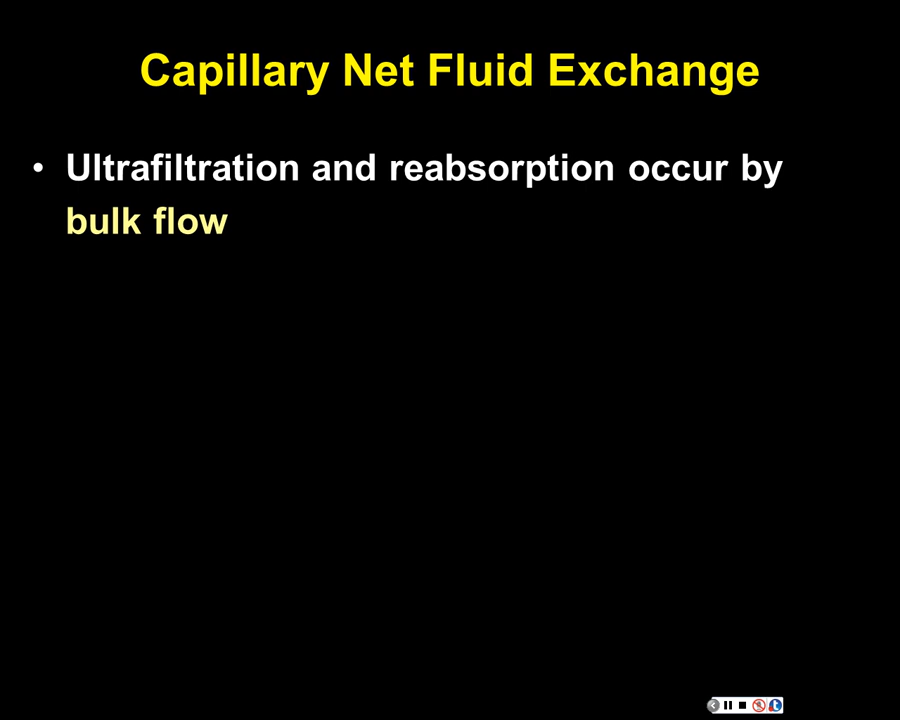 Capillary Net Fluid Exchange
• Ultrafiltration and reabsorption occur by
bulk flow